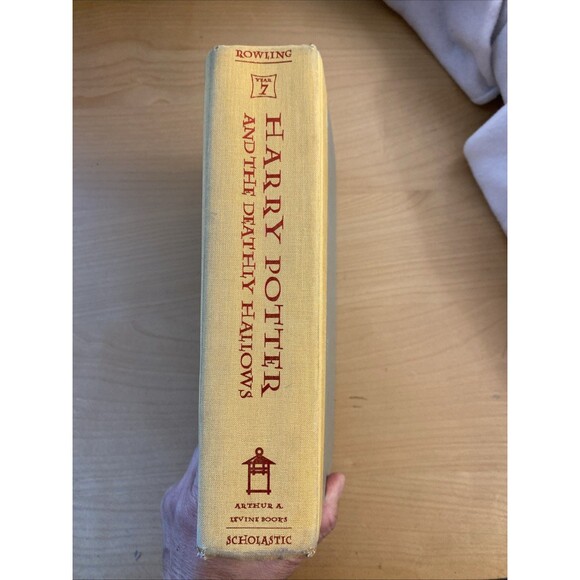 ROWLING
YEAR
7
HARRY POTTER
AND THE DEATHLY HALLOWS
ARTHUR A.
LEVINE BOOKS
SCHOLASTIC